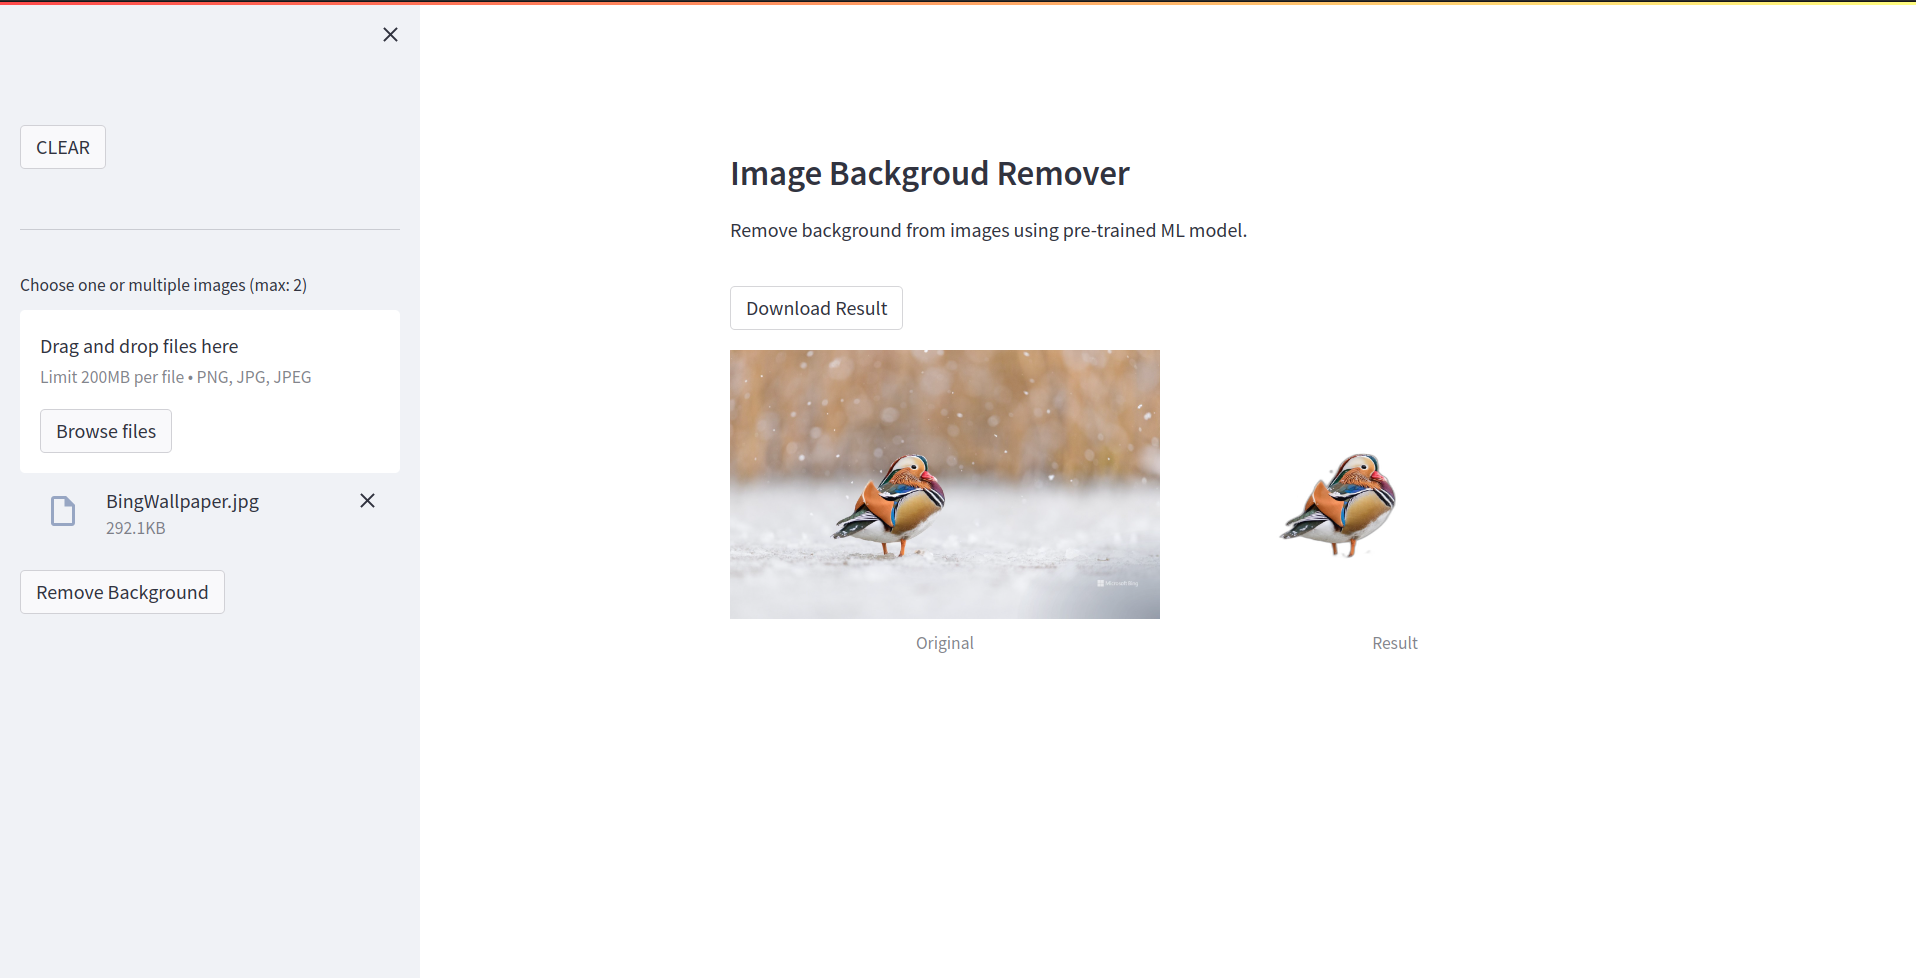 CLEAR
Choose one or multiple images (max: 2)
Drag and drop files here
Limit 200MB per file • PNG, JPG, JPEG
Browse files
BingWallpaper.jpg
292.1KB
Remove Background
Image Backgroud Remover
Remove background from images using pre-trained ML model.
Download Result
Microsoft Bing
Original
Result